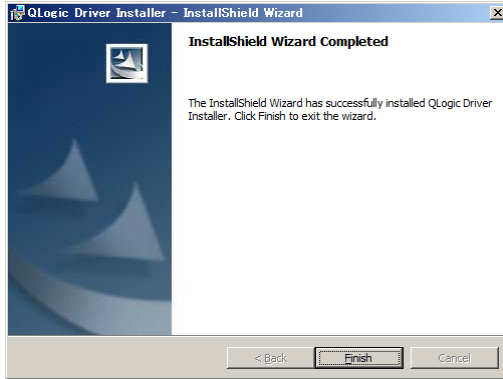 QLogic Driver Installer - InstallShield Wizard
InstallShield Wizard Completed
The InstallShield Wizard has successfully installed QLogic Driver
Installer. Click Finish to exit the wizard.
< Back
Finish
Cancel